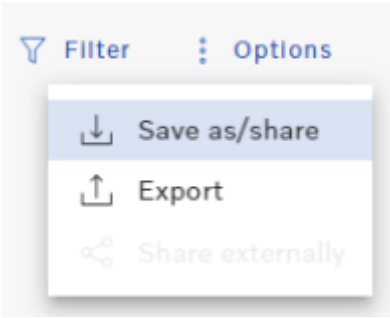 Filter
Options
Save as/share
Export
Share externally